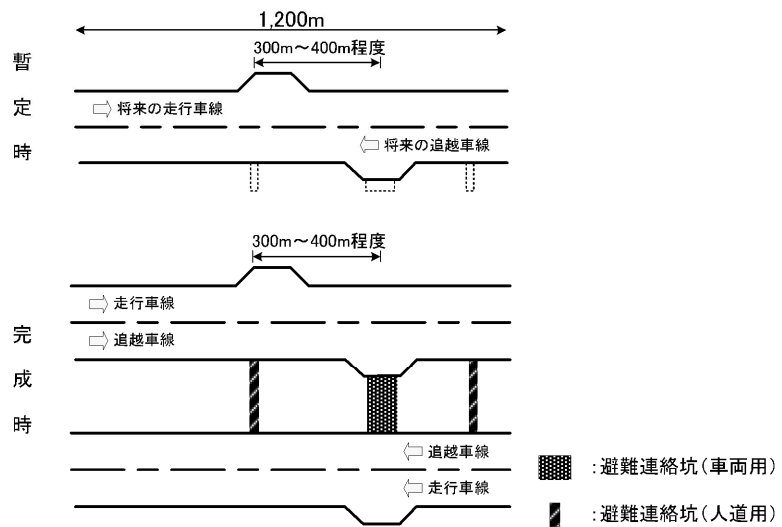 1,200m
300m～400m程度
暫定時
将来の走行車線
将来の追越車線
300m～400m程度
完成時
走行車線
追越車線
追越車線
走行車線
：避難連絡坑（車両用）
：避難連絡坑（人道用）